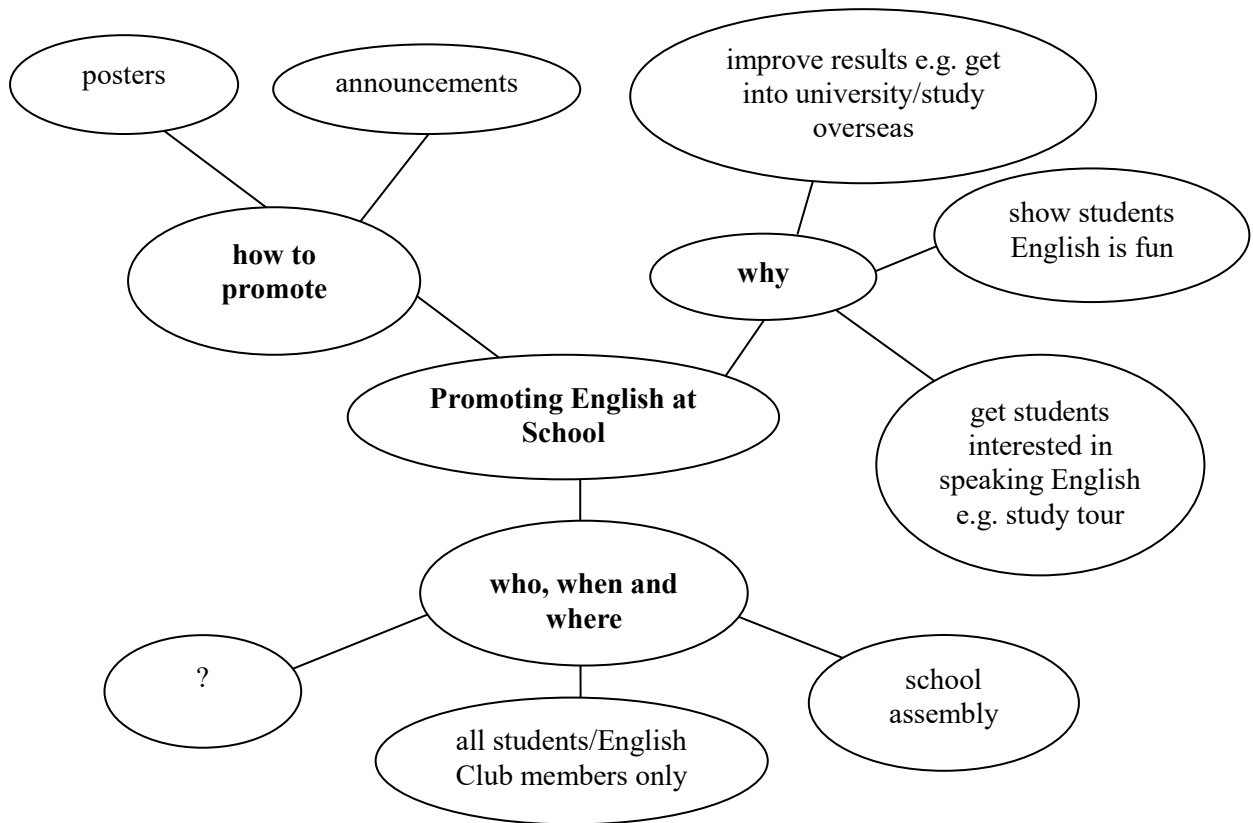 posters
announcements
improve results e.g. get
into university/study
overseas
show students
English is fun
how to
promote
why
Promoting English at
School
get students
interested in
speaking English
e.g. study tour
who, when and
where
?
school
assembly
all students/English
Club members only